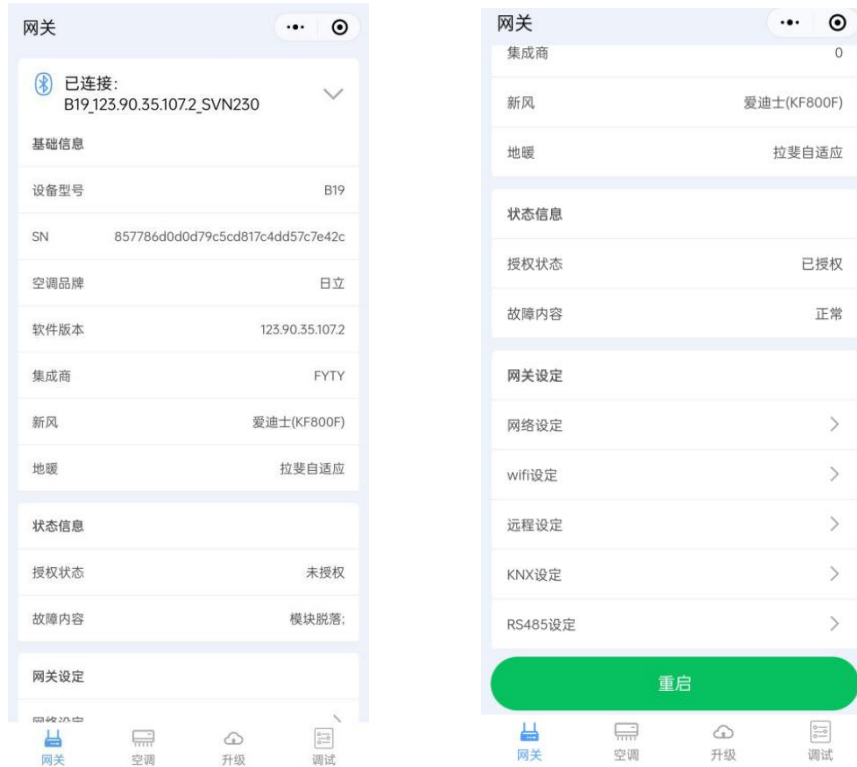 网关
已连接:
B19_123.90.35.107.2_SVN230
基础信息
设备型号 B19
SN 857786d0d0d79c5cd817c4dd57c7e42c
空调品牌 日立
软件版本 123.90.35.107.2
集成商 FYTY
新风 爱迪士(KF800F)
地暖 拉斐自适应
状态信息
授权状态 未授权
故障内容 模块脱落;
网关设定
网络设定
网关 空调 升级 调试
网关
集成商 0
新风 爱迪士(KF800F)
地暖 拉斐自适应
状态信息
授权状态 已授权
故障内容 正常
网关设定
网络设定
wifi设定
远程设定
KNX设定
RS485设定
重启
网关 空调 升级 调试